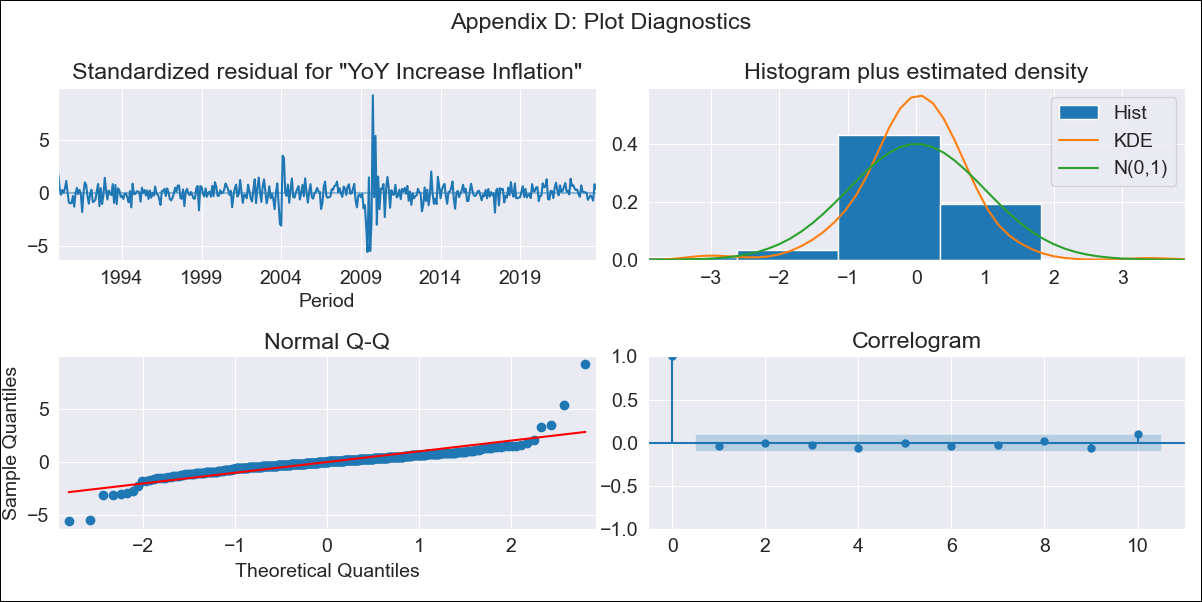 Appendix D: Plot Diagnostics
Standardized residual for "YoY Increase Inflation"
5
0
−5
1994 1999 2004 2009 2014 2019
Period
Histogram plus estimated density
Hist
KDE
N(0,1)
0.4
0.2
0.0
−3 −2 −1 0 1 2 3
Normal Q-Q
Sample Quantiles
5
0
−5
−2 −1 0 1 2
Theoretical Quantiles
Correlogram
1.0
0.5
0.0
−0.5
−1.0
0 2 4 6 8 10